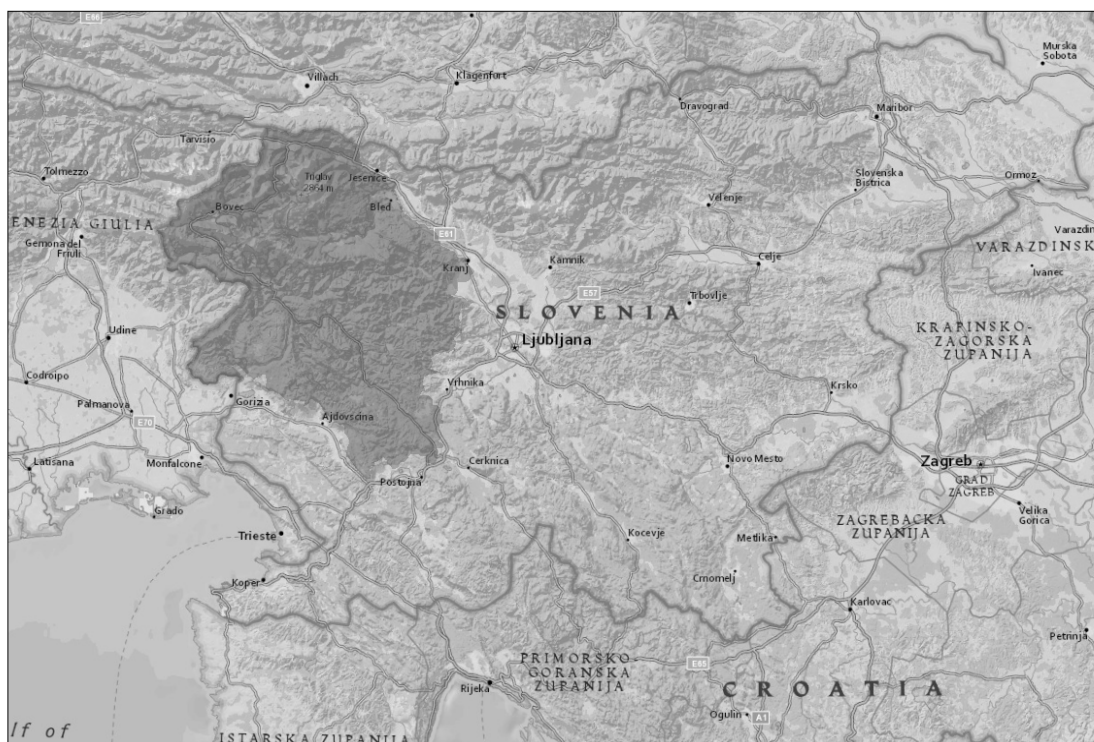 E66
Murska
Sobota
Villach
Klagenfurt
Dravograd
Maribor
Tarvisio
Tolmezzo
Triglav
2864 m
Jesenice
Slovenska
Bistrica
Ormoz
Bovec
Bled
Velenje
ENEZIA GIULIA
Gemona del
Friuli
E61
Varazdin
VARAZDINSK
Kranj
Kamnik
Celje
Ivanec
E57
Trbovlje
SLOVENIA
Udine
Ljubljana
KRAPINSKO-
ZAGORSKA
ZUPANIJA
Codroipo
Vrhnika
Krsko
Gorizia
Palmanova
E70
Ajdovscina
Latisana
Monfalcone
Cerknica
Novo Mesto
Zagreb
Postojna
GRAD
ZAGREB
Grado
Velika
Gorica
ZAGREBACKA
ZUPANIJA
Trieste
Kocevje
Metlika
Koper
Crnomelj
Karlovac
Petrinja
PRIMORSKO-
GORANSKA
ZUPANIJA
E65
Rijeka
CROATIA
Ogulin
A1
lf of
ISTARSKA ZUPANIJA